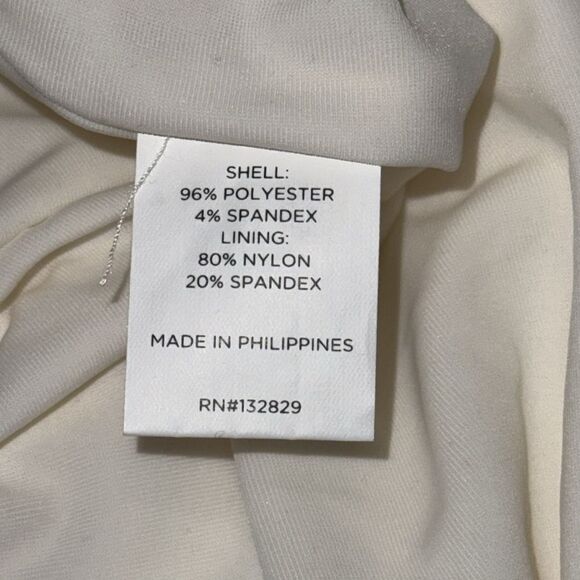 SHELL:
96% POLYESTER
4% SPANDEX
LINING:
80% NYLON
20% SPANDEX
MADE IN PHILIPPINES
RN#132829